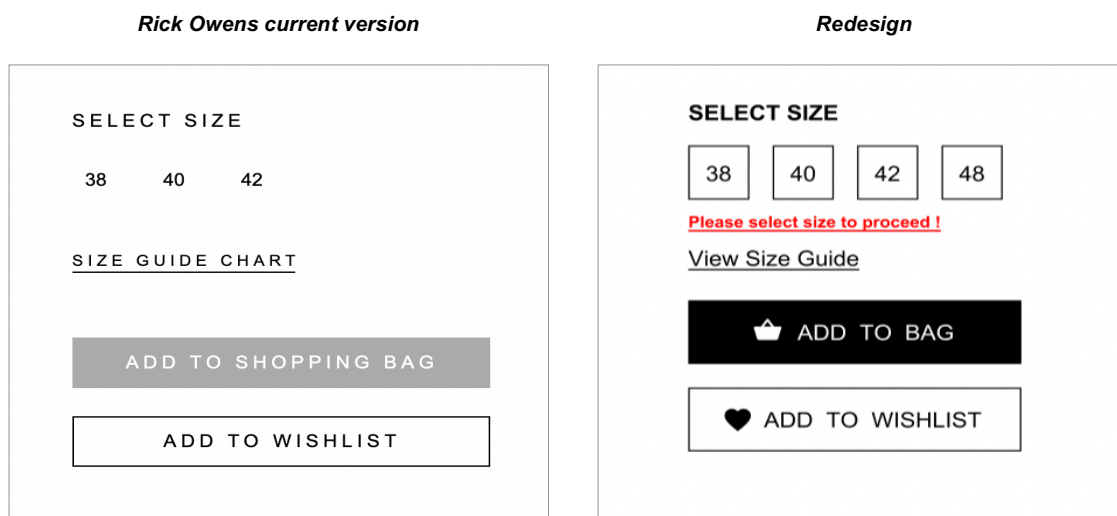 Rick Owens current version
SELECT SIZE
38 40 42
SIZE GUIDE CHART
ADD TO SHOPPING BAG
ADD TO WISHLIST
Redesign
SELECT SIZE
38 40 42 48
Please select size to proceed !
View Size Guide
ADD TO BAG
ADD TO WISHLIST